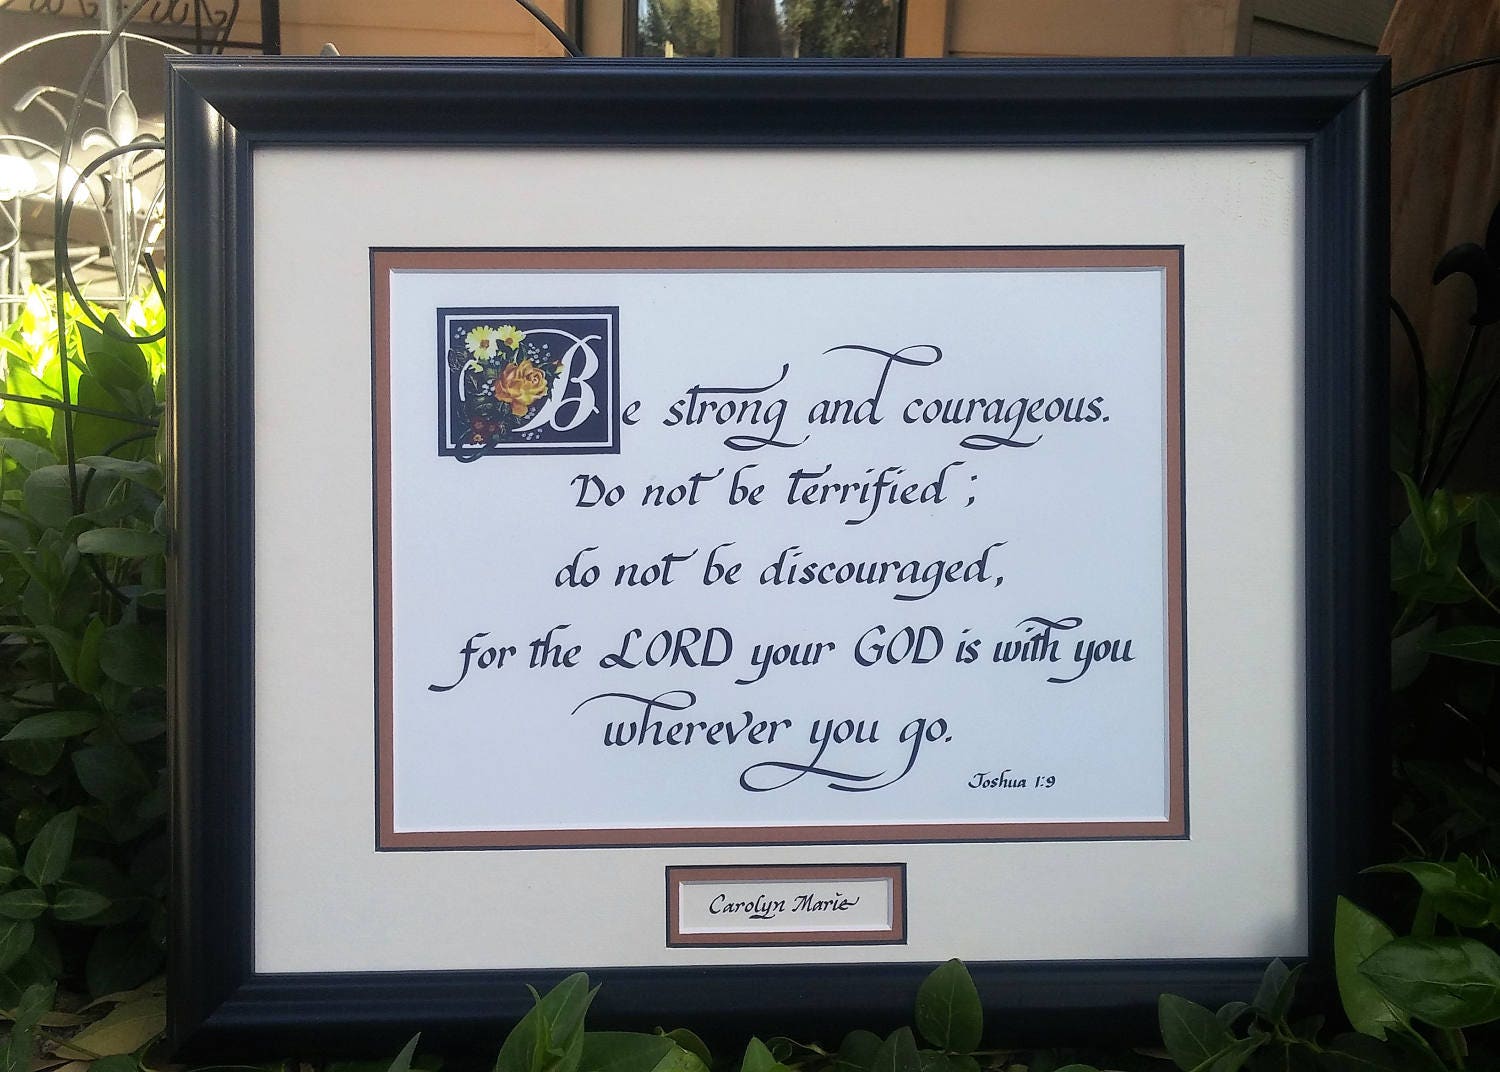 Be strong and courageous.
Do not be terrified;
do not be discouraged,
for the LORD your GOD is with you
wherever you go.
Joshua 1:9
Carolyn Marie